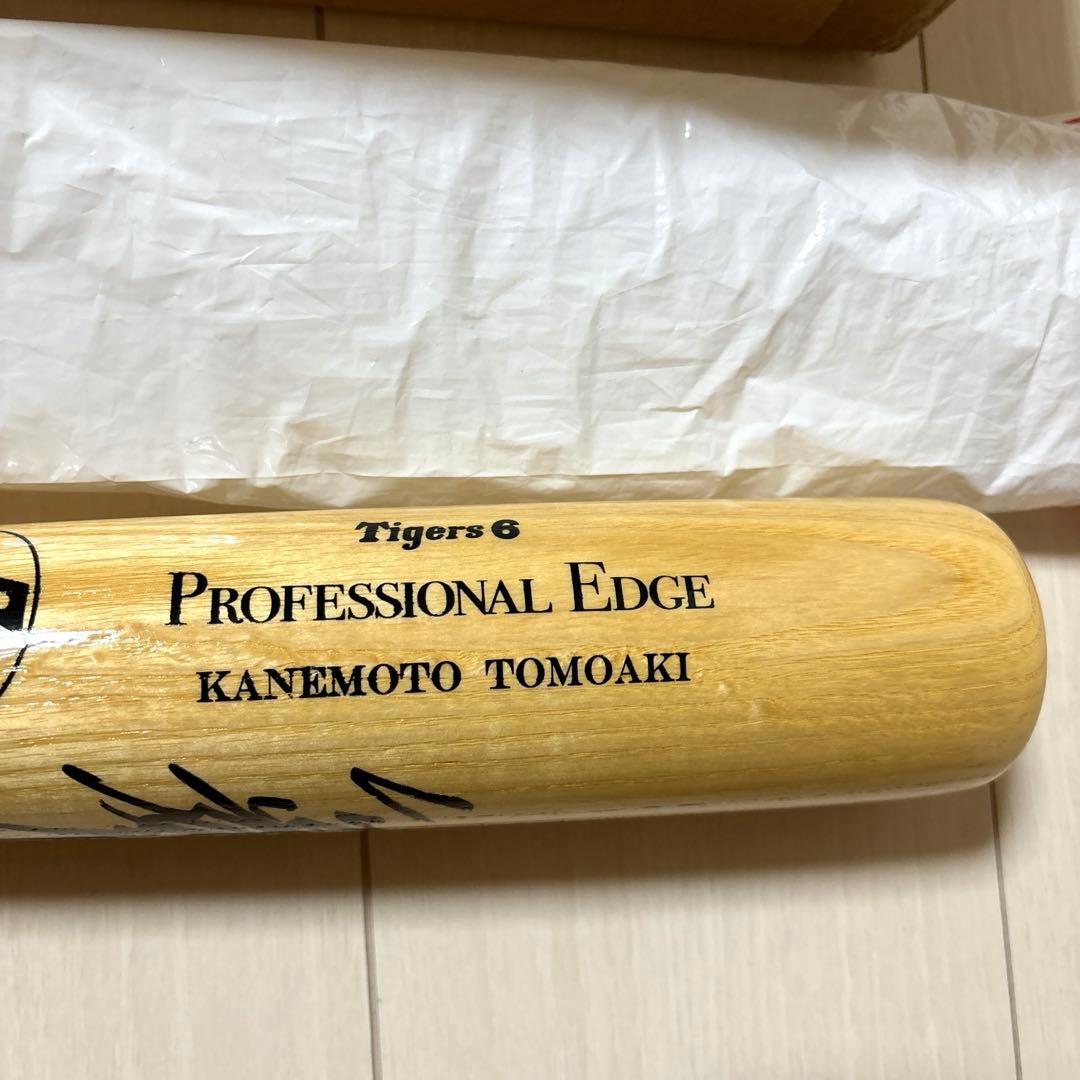 Tigers 6
PROFESSIONAL EDGE
KANEMOTO TOMOAKI